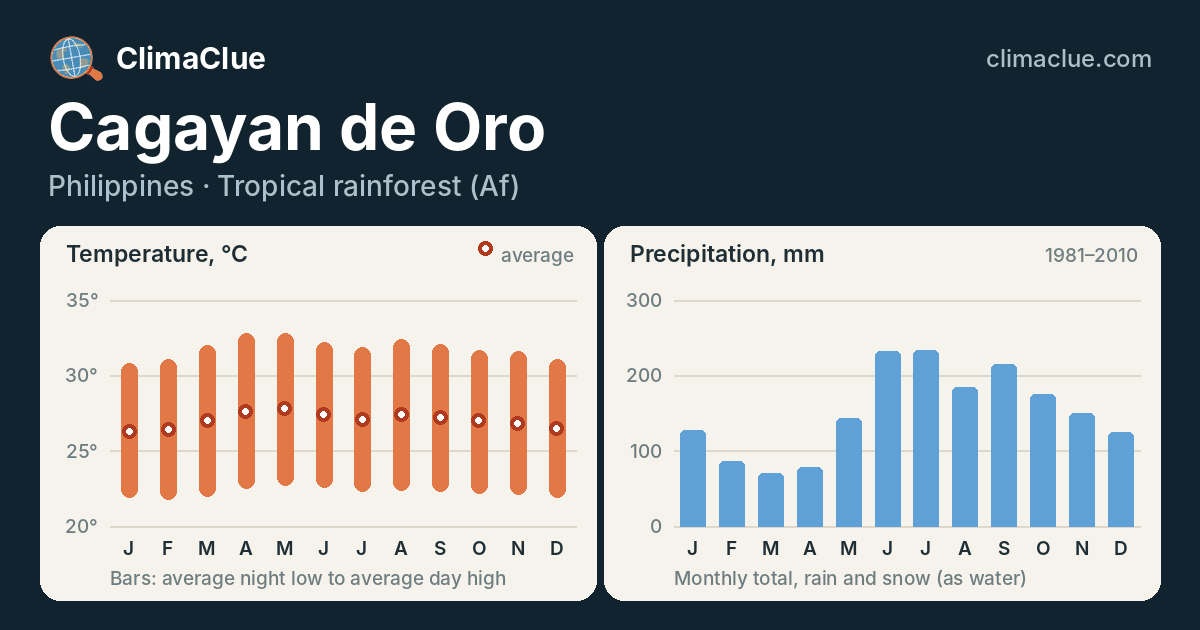 ClimaClue
climaclue.com
Cagayan de Oro
Philippines · Tropical rainforest (Af)
Temperature, °C
average
35°
30°
25°
20°
J F M A M J J A S O N D
Bars: average night low to average day high
Precipitation, mm
1981–2010
300
200
100
0
J F M A M J J A S O N D
Monthly total, rain and snow (as water)